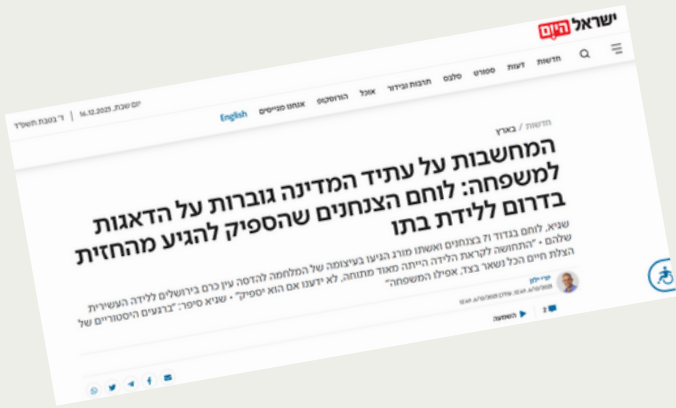 ישראל היום
חדשות דעות ספורט סלבס תרבות ובידור אוכל הורוסקופ אנחנו מגייסים English
יום שבת, 16.12.2023 | ד' בטבת תשפ"ד
חדשות / בארץ
המחשבות על עתיד המדינה גוברות על הדאגות
למשפחה: לוחם הצנחנים שהספיק להגיע מהחזית
בדרום ללידת בתו
שגיא, לוחם בגדוד 71 בצנחנים ואשתו מורג הגיעו בעיצומה של המלחמה להדסה עין כרם בירושלים ללידה העשירית
שלהם • "התחושה לקראת הלידה הייתה מאוד מתוחה, לא ידענו אם הוא יספיק" • שגיא סיפר: "ברגעים היסטוריים של
הצלת חיים הכל נשאר בצד, אפילו המשפחה"
השמעה